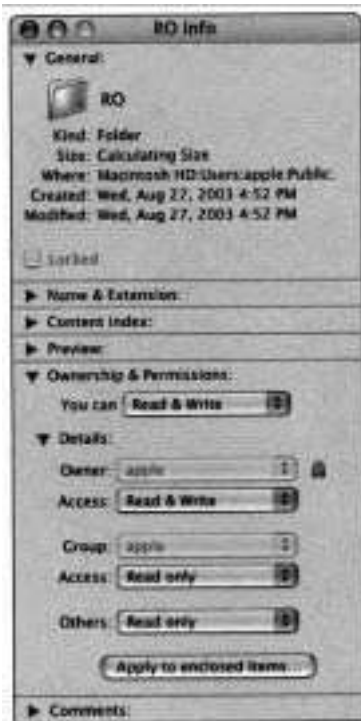 RO Info
General:
RO
Kind: Folder
Size: Calculating Size
Where: Macintosh HD:Users:apple:Public:
Created: Wed, Aug 27, 2003 4:52 PM
Modified: Wed, Aug 27, 2003 4:52 PM
Locked
Name & Extension:
Content index:
Preview:
Ownership & Permissions:
You can Read & Write
Details:
Owner: apple
Access: Read & Write
Group: apple
Access: Read only
Others: Read only
Apply to enclosed items...
Comments: